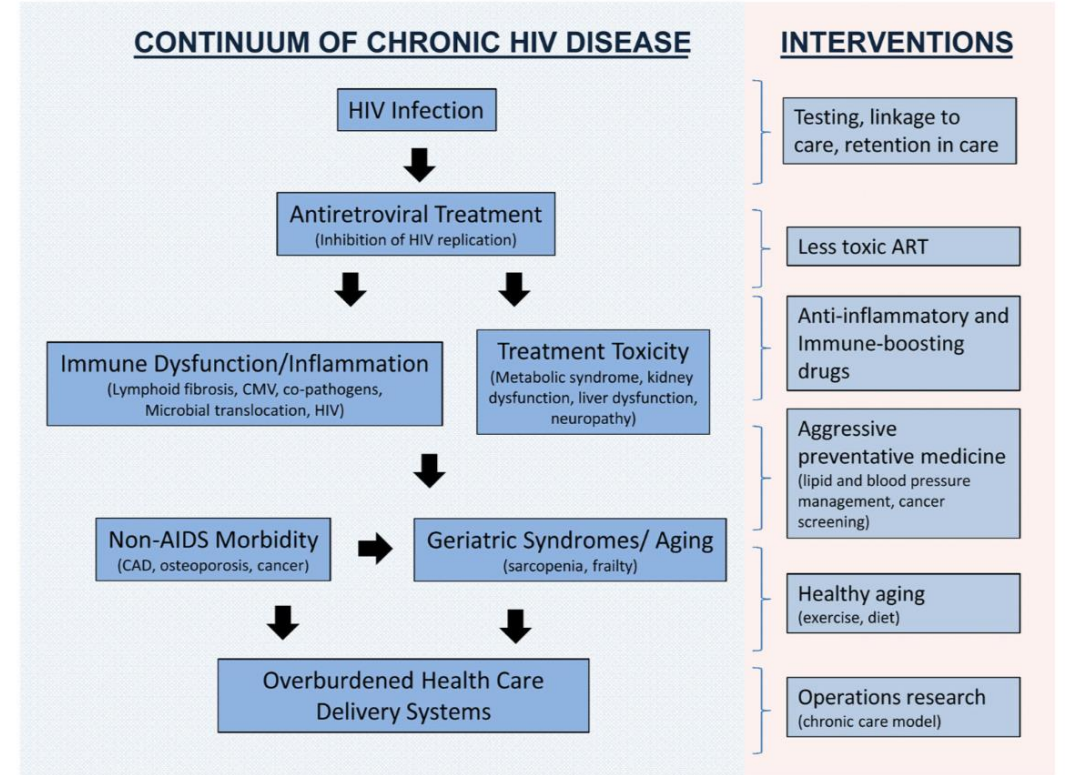 CONTINUUM OF CHRONIC HIV DISEASE
HIV Infection
Antiretroviral Treatment
(Inhibition of HIV replication)
Immune Dysfunction/Inflammation
(Lymphoid fibrosis, CMV, co-pathogens,
Microbial translocation, HIV)
Treatment Toxicity
(Metabolic syndrome, kidney
dysfunction, liver dysfunction,
neuropathy)
Non-AIDS Morbidity
(CAD, osteoporosis, cancer)
Geriatric Syndromes/ Aging
(sarcopenia, frailty)
Overburdened Health Care
Delivery Systems
INTERVENTIONS
Testing, linkage to
care, retention in care
Less toxic ART
Anti-inflammatory and
Immune-boosting
drugs
Aggressive
preventative medicine
(lipid and blood pressure
management, cancer
screening)
Healthy aging
(exercise, diet)
Operations research
(chronic care model)